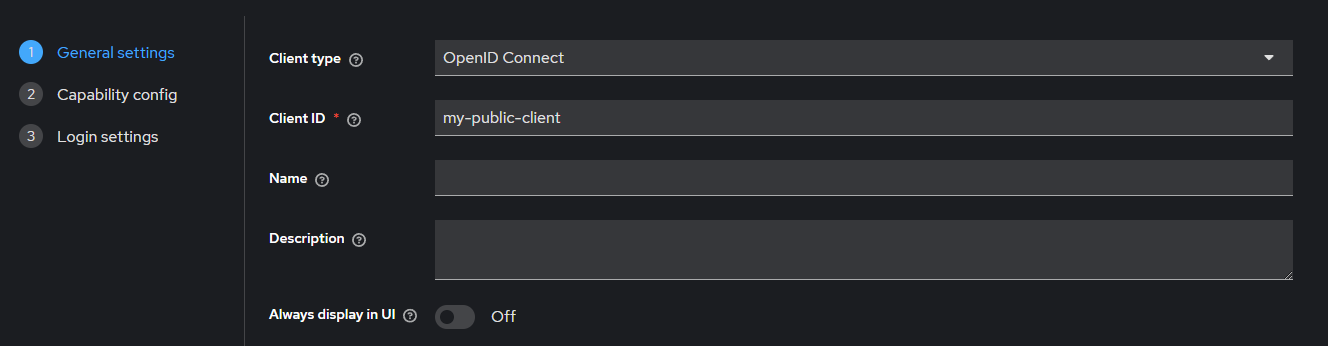 1 General settings
2 Capability config
3 Login settings
Client type ?
OpenID Connect
Client ID * ?
my-public-client
Name ?
Description ?
Always display in UI ?
Off